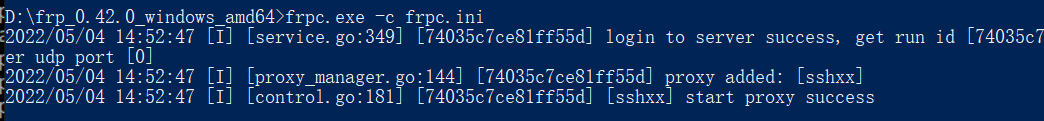 D:\frp_0.42.0_windows_amd64>frpc.exe -c frpc.ini
2022/05/04 14:52:47 [I] [service.go:349] [74035c7ce81ff55d] login to server success, get run id [74035c7
er udp port [0]
2022/05/04 14:52:47 [I] [proxy_manager.go:144] [74035c7ce81ff55d] proxy added: [sshxx]
2022/05/04 14:52:47 [I] [control.go:181] [74035c7ce81ff55d] [sshxx] start proxy success